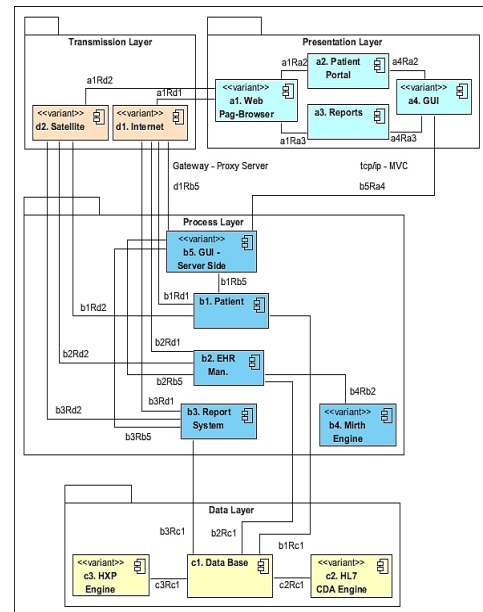 Transmission Layer
Presentation Layer
a1Rd2
a1Rd1
a1Ra2
a2. Patient
Portal
a4Ra2
<<variant>>
a1. Web
Pag-Browser
<<variant>>
a4. GUI
<<variant>>
d2. Satellite
<<variant>>
d1. Internet
a3. Reports
a1Ra3
a4Ra3
Gateway - Proxy Server
d1Rb5
tcp/ip - MVC
b5Ra4
Process Layer
<<variant>>
b5. GUI -
Server Side
b1Rb5
b1Rd1
b1Rd2
b1. Patient
b2Rd1
b2Rd2
b2. EHR
Man.
b2Rb5
b4Rb2
b3Rd1
b3Rd2
b3. Report
System
b3Rb5
<<variant>>
b4. Mirth
Engine
Data Layer
b3Rc1
b2Rc1
b1Rc1
<<variant>>
c3. HXP
Engine
c3Rc1
c1. Data Base
c2Rc1
<<variant>>
c2. HL7
CDA Engine